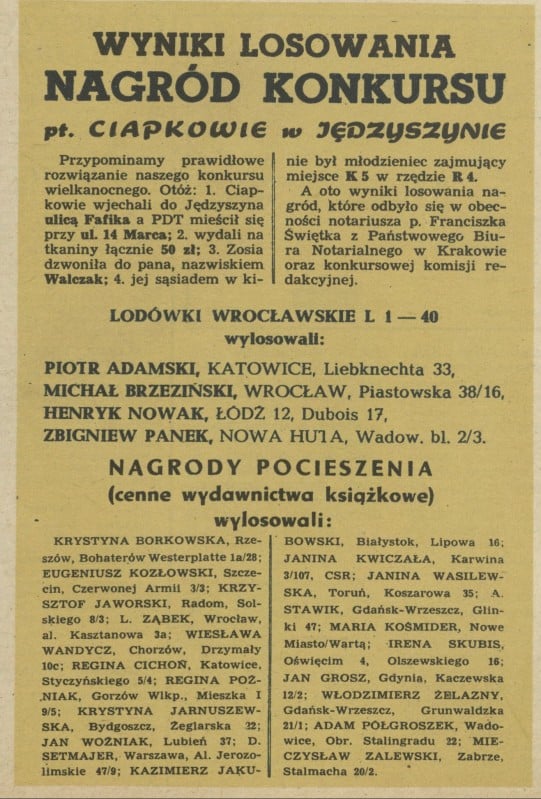 WYNIKI LOSOWANIA
NAGRÓD KONKURSU
pt. CIAPKOWIE w JĘDZYSZYNIE
Przypominamy prawidłowe
rozwiązanie naszego konkursu
wielkanocnego. Otóż: 1. Ciap-
kowie wjechali do Jędzyszyna
ulicą Fafika a PDT mieścił się
przy ul. 14 Marca; 2. wydali na
tkaniny łącznie 50 zł; 3. Zosia
dzwoniła do pana, nazwiskiem
Walczak; 4. jej sąsiadem w ki-
nie był młodzieniec zajmujący
miejsce K 5 w rzędzie R 4.
A oto wyniki losowania na-
gród, które odbyło się w obec-
ności notariusza p. Franciszka
Świętka z Państwowego Biu-
ra Notarialnego w Krakowie
oraz konkursowej komisji re-
dakcyjnej.
LODÓWKI WROCŁAWSKIE L 1 — 40
wylosowali:
PIOTR ADAMSKI, KATOWICE, Liebknechta 33,
MICHAŁ BRZEZIŃSKI, WROCŁAW, Piastowska 38/16,
HENRYK NOWAK, ŁÓDŹ 12, Dubois 17,
ZBIGNIEW PANEK, NOWA HUTA, Wadow. bl. 2/3.
NAGRODY POCIESZENIA
(cenne wydawnictwa książkowe)
wylosowali:
KRYSTYNA BORKOWSKA, Rze-
szów, Bohaterów Westerplatte 1a/28;
EUGENIUSZ KOZŁOWSKI, Szcze-
cin, Czerwonej Armii 3/3; KRZY-
SZTOF JAWORSKI, Radom, Sol-
skiego 8/3; L. ZĄBEK, Wrocław,
al. Kasztanowa 3a; WIESŁAWA
WANDYCZ, Chorzów, Drzymały
10c; REGINA CICHOŃ, Katowice,
Styczyńskiego 5/4; REGINA POŹ-
NIAK, Gorzów Wlkp., Mieszka I
9/5; KRYSTYNA JARNUSZEW-
SKA, Bydgoszcz, Żeglarska 22;
JAN WOŹNIAK, Lubień 37; D.
SETMAJER, Warszawa, Al. Jerozo-
limskie 47/9; KAZIMIERZ JAKU-
BOWSKI, Białystok, Lipowa 16;
JANINA KWICZAŁA, Karwina
3/107, CSR; JANINA WASILEW-
SKA, Toruń, Koszarowa 35; A.
STAWIK, Gdańsk-Wrzeszcz, Glin-
ki 47; MARIA KOŚMIDER, Nowe
Miasto/Wartą; IRENA SKUBIS,
Oświęcim 4, Olszewskiego 16;
JAN GROSZ, Gdynia, Kaczewska
12/2; WŁODZIMIERZ ŻELAZNY,
Gdańsk-Wrzeszcz, Grunwaldzka
21/1; ADAM PÓŁGROSZEK, Wado-
wice, Obr. Stalingradu 22; MIE-
CZYSŁAW ZALEWSKI, Zabrze,
Stalmacha 20/2.